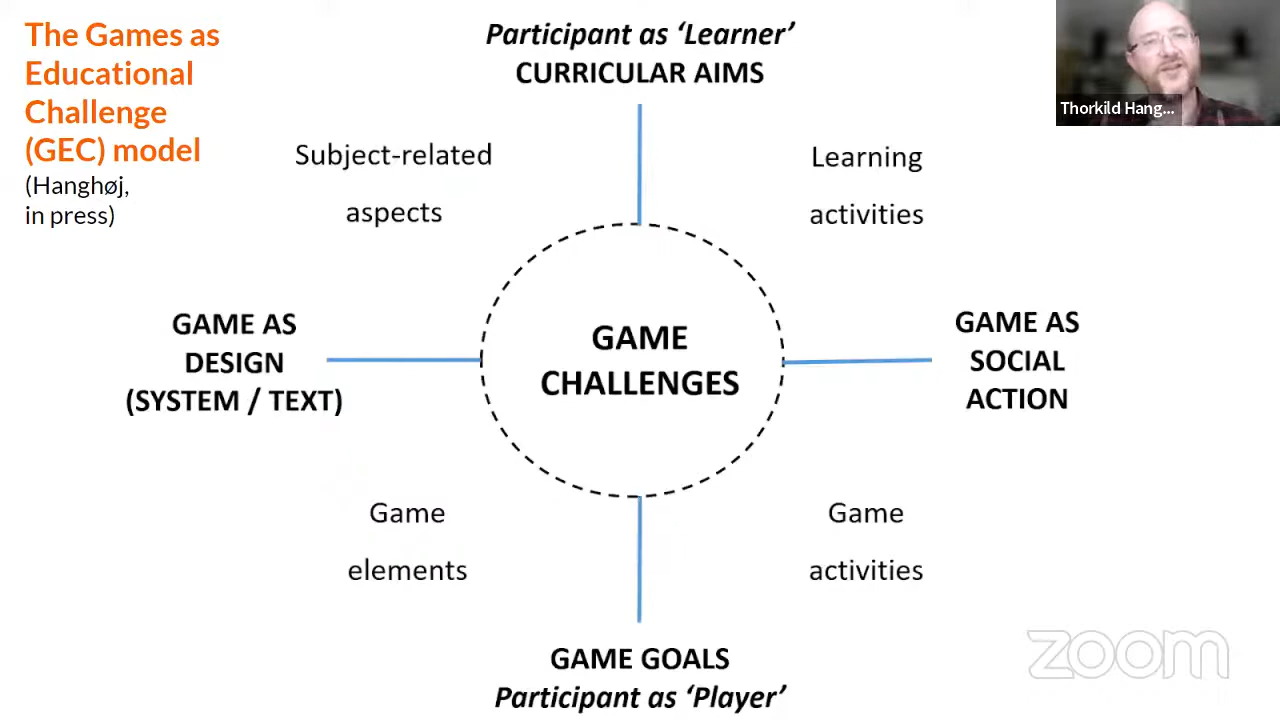 The Games as
Educational
Challenge
(GEC) model
(Hanghøj,
in press)
Participant as ‘Learner’
CURRICULAR AIMS
Thorkild Hang...
Subject-related
aspects
Learning
activities
GAME AS
DESIGN
(SYSTEM / TEXT)
GAME
CHALLENGES
GAME AS
SOCIAL
ACTION
Game
elements
Game
activities
GAME GOALS
Participant as ‘Player’
zoom